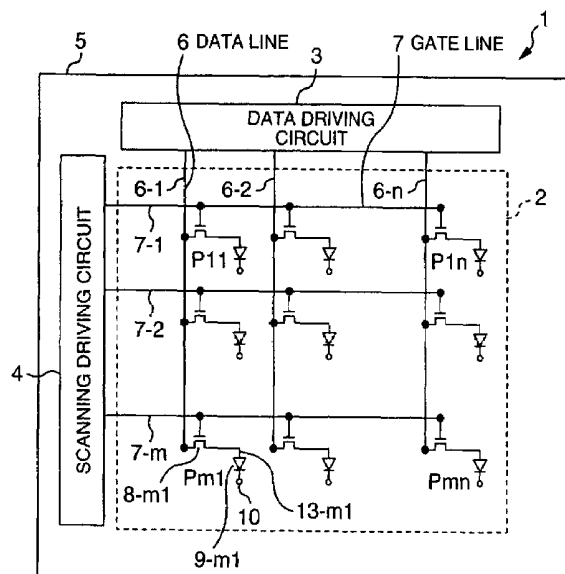 1
5
6 DATA LINE
7 GATE LINE
3
DATA DRIVING
CIRCUIT
6-1
6-2
6-n
2
7-1
P11
P1n
7-2
4
SCANNING DRIVING CIRCUIT
7-m
8-m1
Pm1
10
13-m1
Pmn
9-m1